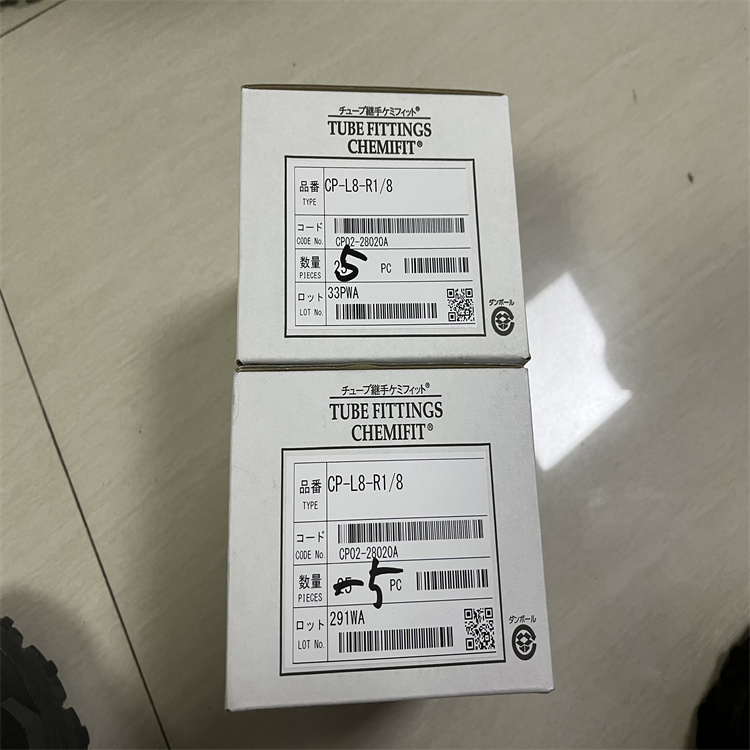 チューブ継手ケミフィット®
TUBE FITTINGS
CHEMIFIT®
品番 CP-L8-R1/8
TYPE
コード
CODE No. CP02-28020A
数量 25 5 PC
PIECES
ロット 33PWA
LOT No.
ダンボール
チューブ継手ケミフィット®
TUBE FITTINGS
CHEMIFIT®
品番 CP-L8-R1/8
TYPE
コード
CODE No. CP02-28020A
数量 25 5 PC
PIECES
ロット 291WA
LOT No.
ダンボール